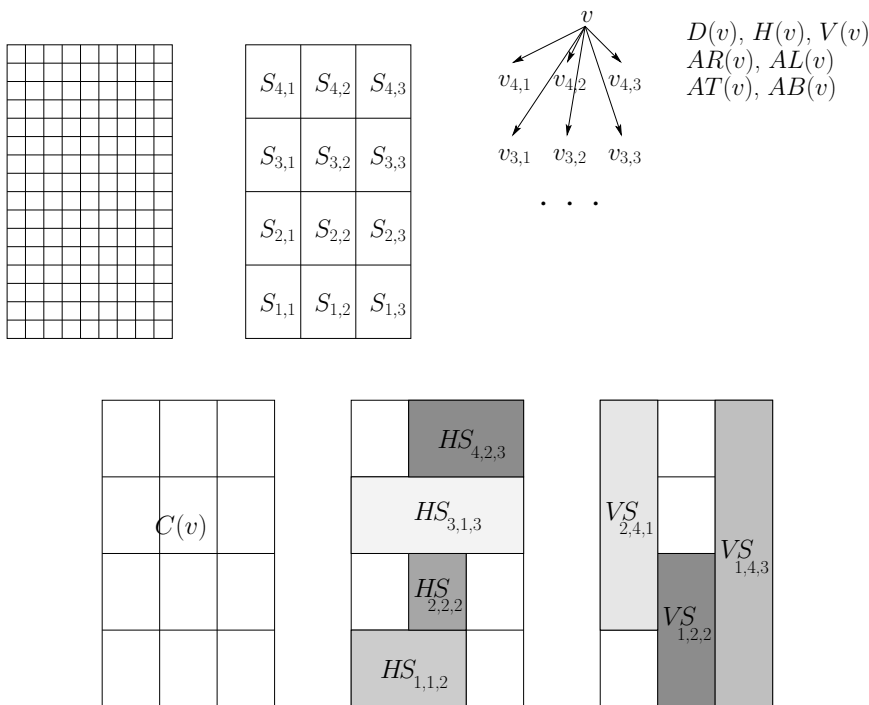 v
D(v), H(v), V(v)
AR(v), AL(v)
AT(v), AB(v)
S4,1 S4,2 S4,3
v4,1 v4,2 v4,3
S3,1 S3,2 S3,3
v3,1 v3,2 v3,3
. . .
S2,1 S2,2 S2,3
S1,1 S1,2 S1,3
C(v)
HS4,2,3
HS3,1,3
HS2,2,2
HS1,1,2
VS2,4,1
VS1,4,3
VS1,2,2